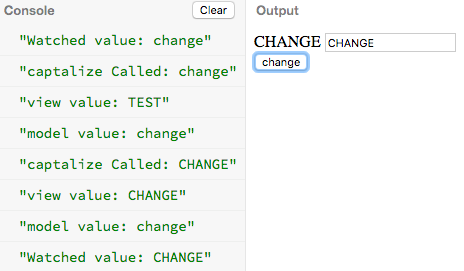 Console
Clear
"Watched value: change"
"captalize Called: change"
"view value: TEST"
"model value: change"
"captalize Called: CHANGE"
"view value: CHANGE"
"model value: change"
"Watched value: CHANGE"
Output
CHANGE CHANGE
change